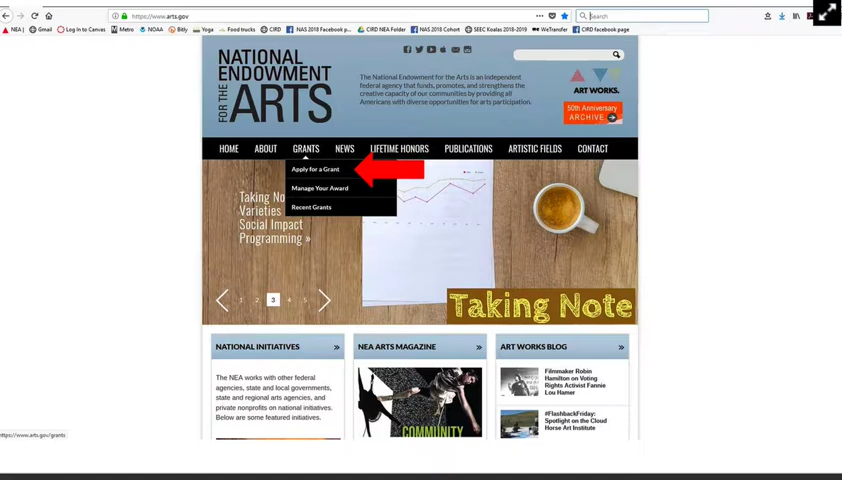 https://www.arts.gov
Search
NEA |
Gmail
Log In to Canvas
Metro
NOAA
Bitly
Yoga
Food trucks
CIRD
NAS 2018 Facebook p...
CIRD NEA Folder
NAS 2018 Cohort
SEEC Koalas 2018-2019
WeTransfer
CIRD facebook page
NATIONAL
ENDOWMENT
FOR THE
ARTS
The National Endowment for the Arts is an independent
federal agency that funds, promotes, and strengthens the
creative capacity of our communities by providing all
Americans with diverse opportunities for arts participation.
ART WORKS.
50th Anniversary
ARCHIVE
HOME ABOUT GRANTS NEWS LIFETIME HONORS PUBLICATIONS ARTISTIC FIELDS CONTACT
Apply for a Grant
Manage Your Award
Recent Grants
Taking No
Varieties
Social Impact
Programming »
1 2 3 4 5
Taking Note
NATIONAL INITIATIVES »
The NEA works with other federal
agencies, state and local governments,
state and regional arts agencies, and
private nonprofits on national initiatives.
Below are some featured initiatives.
NEA ARTS MAGAZINE »
COMMUNITY
ART WORKS BLOG »
Filmmaker Robin
Hamilton on Voting
Rights Activist Fannie
Lou Hamer
#FlashbackFriday:
Spotlight on the Cloud
Horse Art Institute
https://www.arts.gov/grants